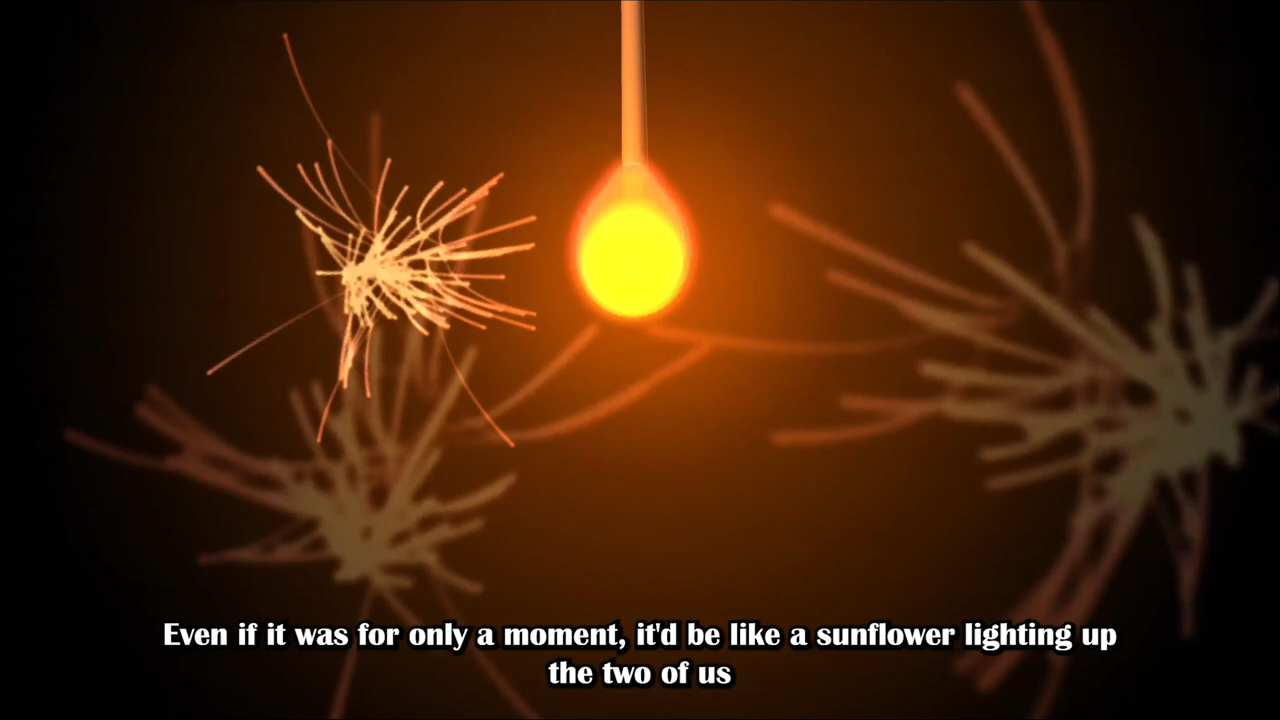 Even if it was for only a moment, it'd be like a sunflower lighting up
the two of us